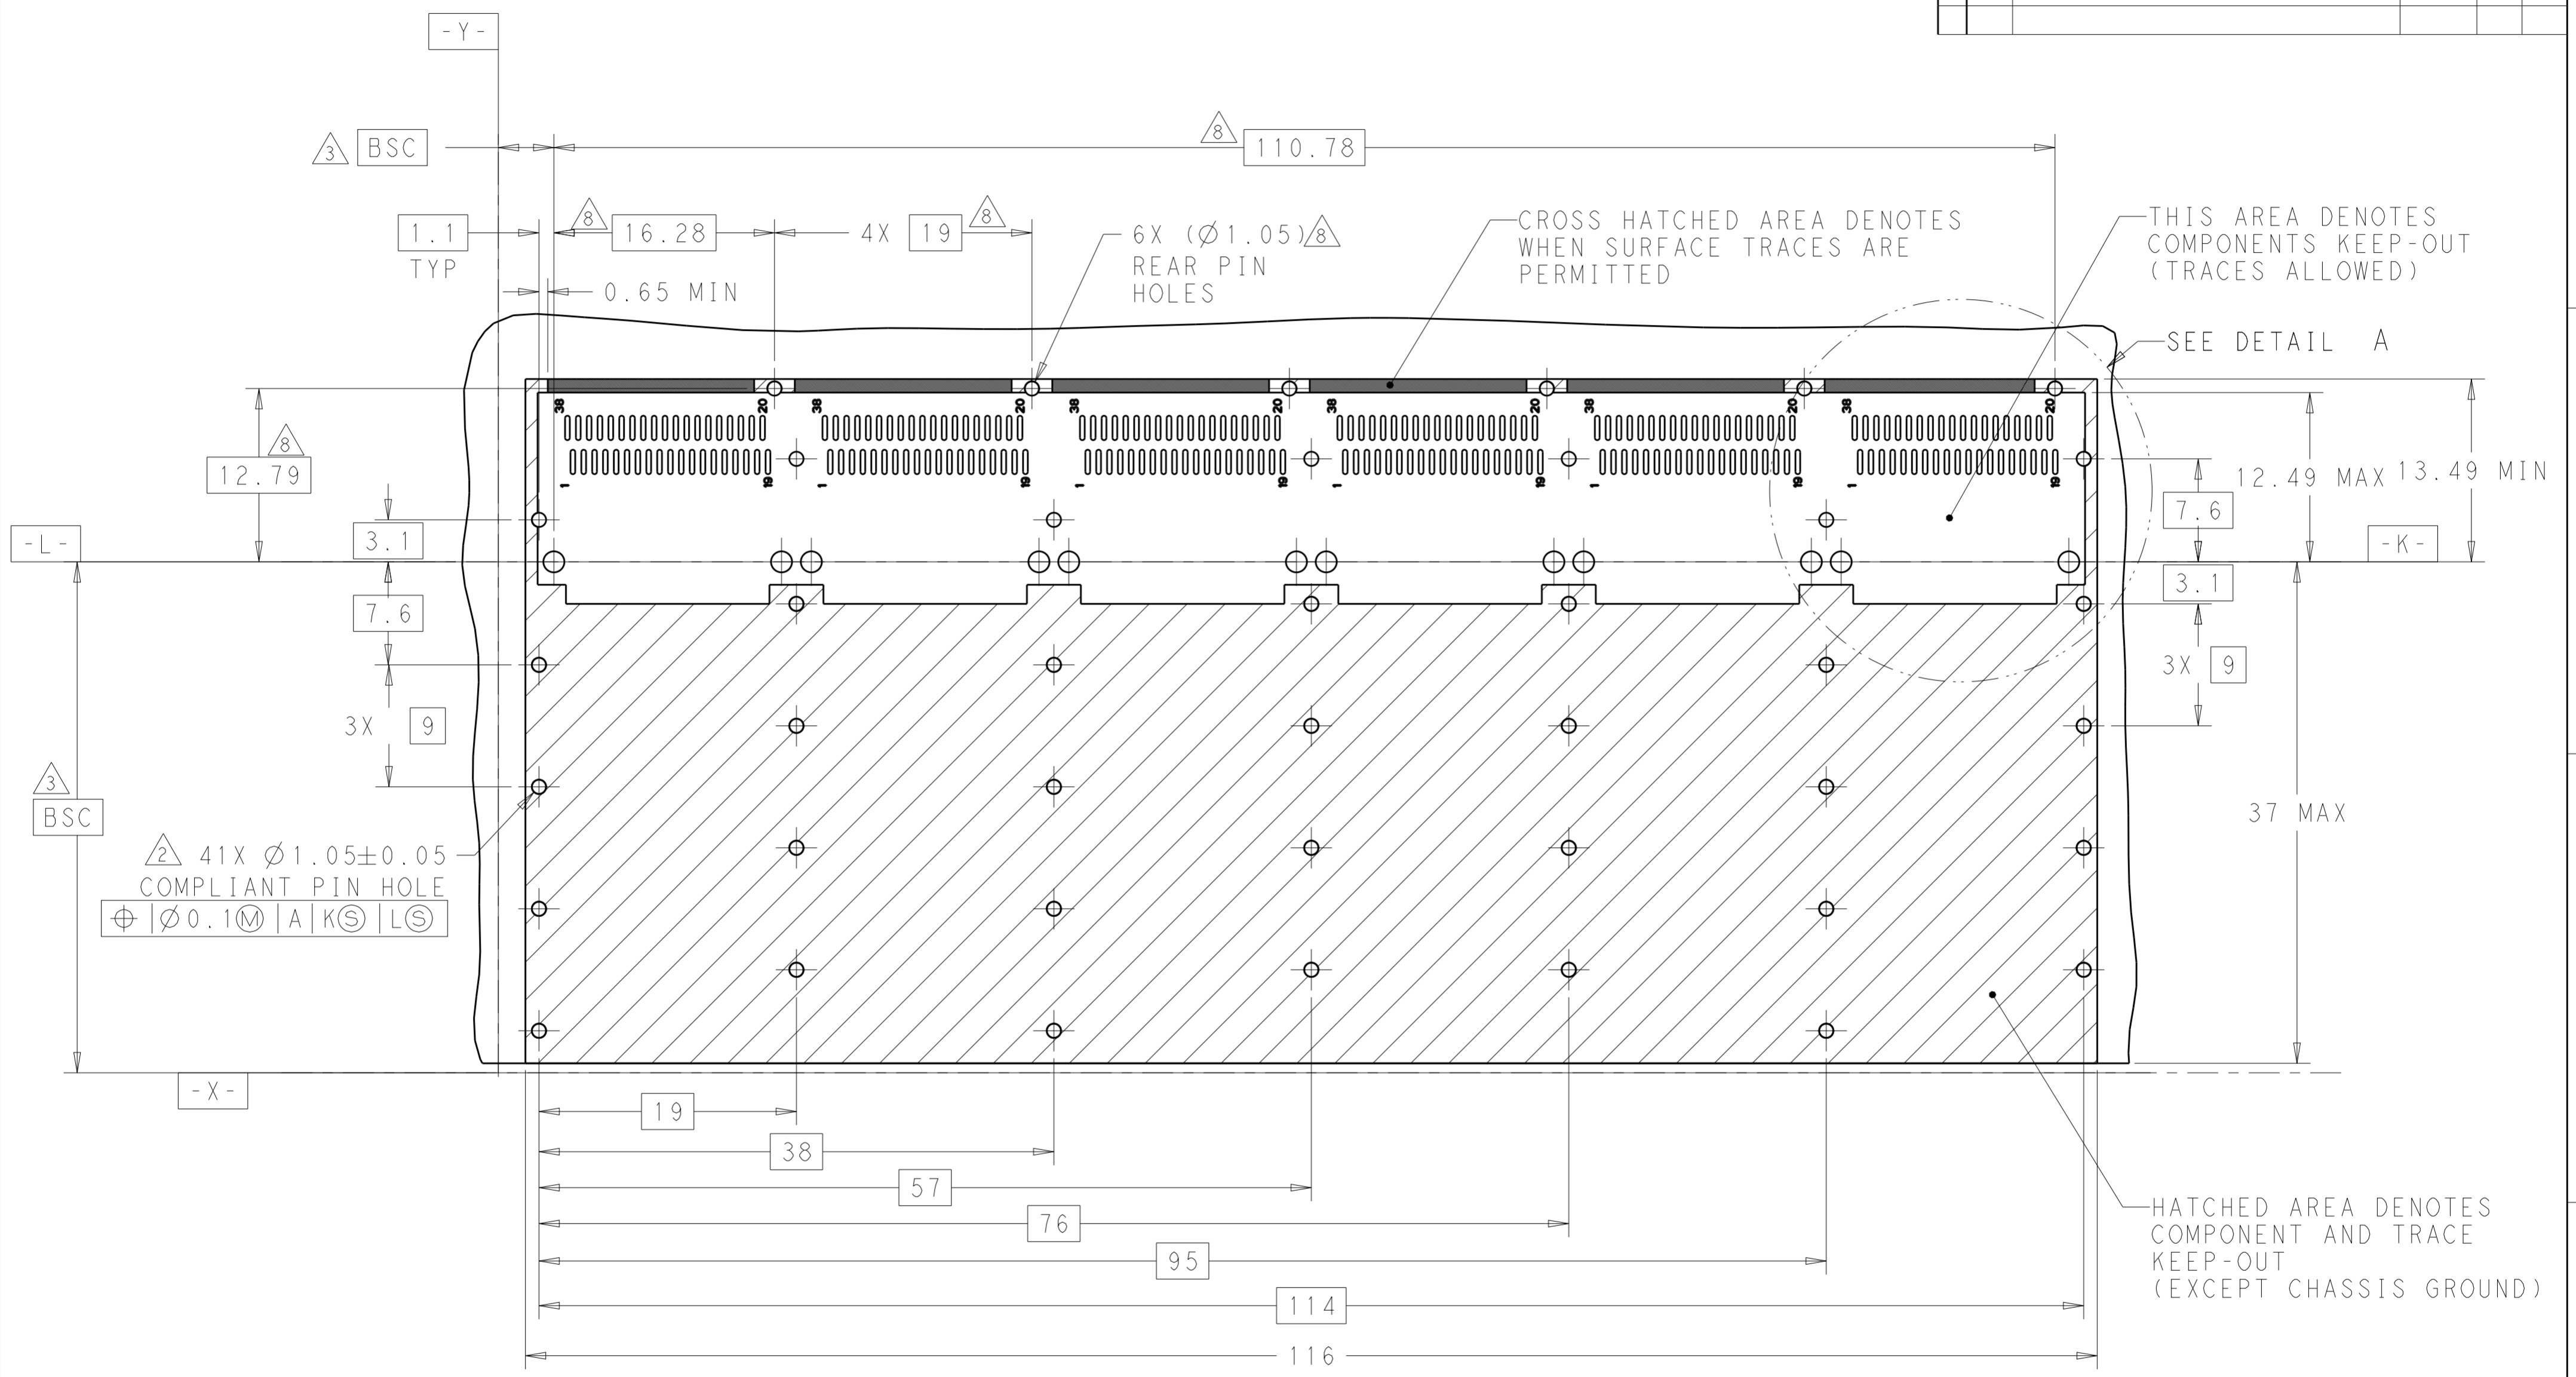 -Y-
3 BSC
8 110.78
1.1
TYP
8 16.28
4X 19 8
0.65 MIN
6X (Ø1.05) 8
REAR PIN
HOLES
CROSS HATCHED AREA DENOTES
WHEN SURFACE TRACES ARE
PERMITTED
THIS AREA DENOTES
COMPONENTS KEEP-OUT
(TRACES ALLOWED)
SEE DETAIL A
38 20 38 20 38 20 38 20 38 20 38 20
1 19 1 19 1 19 1 19 1 19 1 19
8
12.79
3.1
-L-
7.6
3X 9
3
BSC
2 41X Ø1.05±0.05
COMPLIANT PIN HOLE
⌖ | Ø0.1Ⓜ | A | KⓈ | LⓈ
-X-
12.49 MAX
13.49 MIN
7.6
-K-
3.1
3X 9
37 MAX
19
38
57
76
95
114
116
HATCHED AREA DENOTES
COMPONENT AND TRACE
KEEP-OUT
(EXCEPT CHASSIS GROUND)